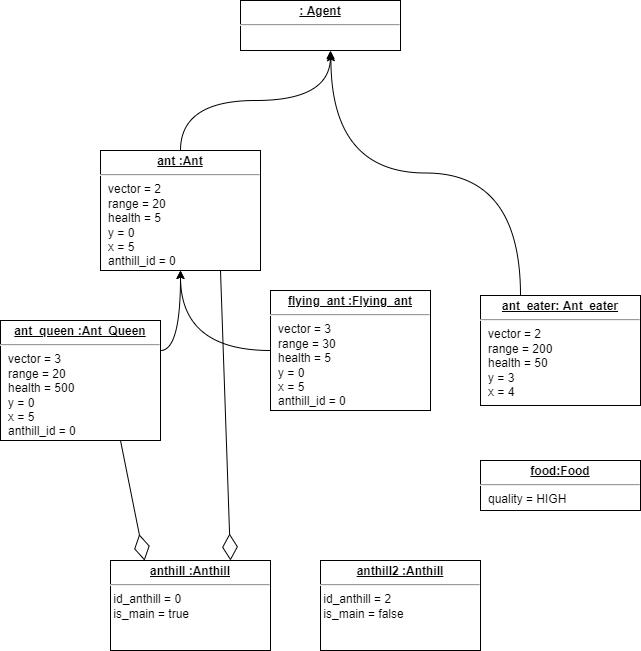 : Agent
ant :Ant
vector = 2
range = 20
health = 5
y = 0
x = 5
anthill_id = 0
ant_queen :Ant_Queen
vector = 3
range = 20
health = 500
y = 0
x = 5
anthill_id = 0
flying_ant :Flying_ant
vector = 3
range = 30
health = 5
y = 0
x = 5
anthill_id = 0
ant_eater: Ant_eater
vector = 2
range = 200
health = 50
y = 3
x = 4
food:Food
quality = HIGH
anthill :Anthill
id_anthill = 0
is_main = true
anthill2 :Anthill
id_anthill = 2
is_main = false